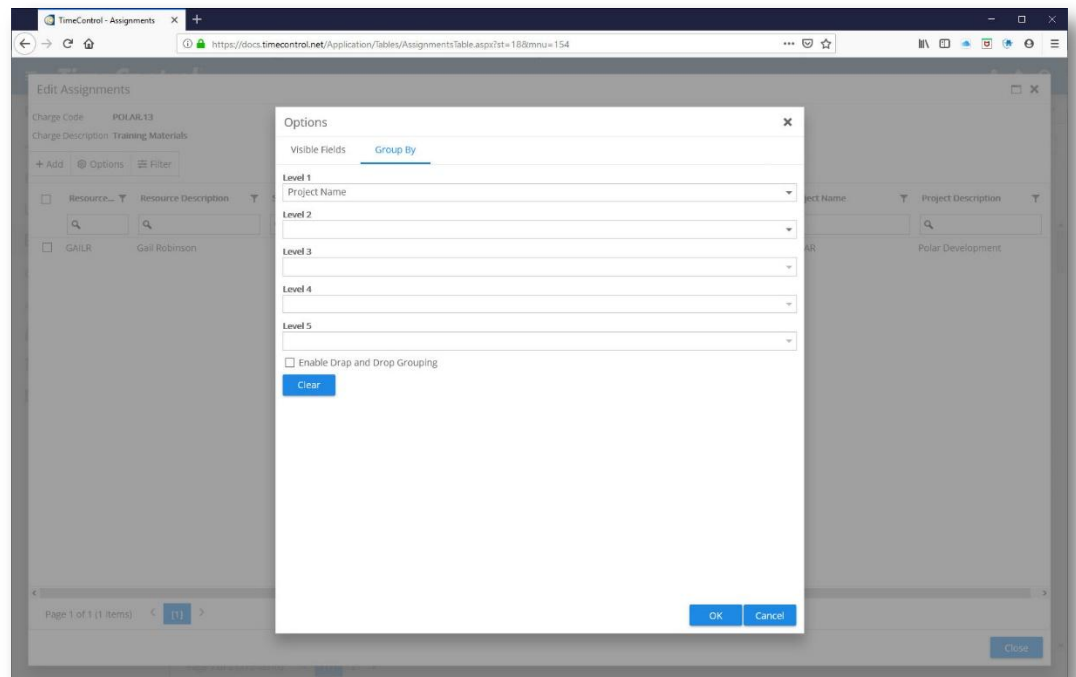 TimeControl - Assignments
https://docs.timecontrol.net/Application/Tables/AssignmentsTable.aspx?st=18&mnu=154
TimeControl
Edit Assignments
Charge Code POLAR.13
Charge Description Training Materials
+ Add Options Filter
Resource... Resource Description ject Name Project Description
GAILR Gail Robinson AR Polar Development
Options
Visible Fields Group By
Level 1
Project Name
Level 2
Level 3
Level 4
Level 5
Enable Drap and Drop Grouping
Clear
Page 1 of 1 (1 items) [1]
OK Cancel
Close